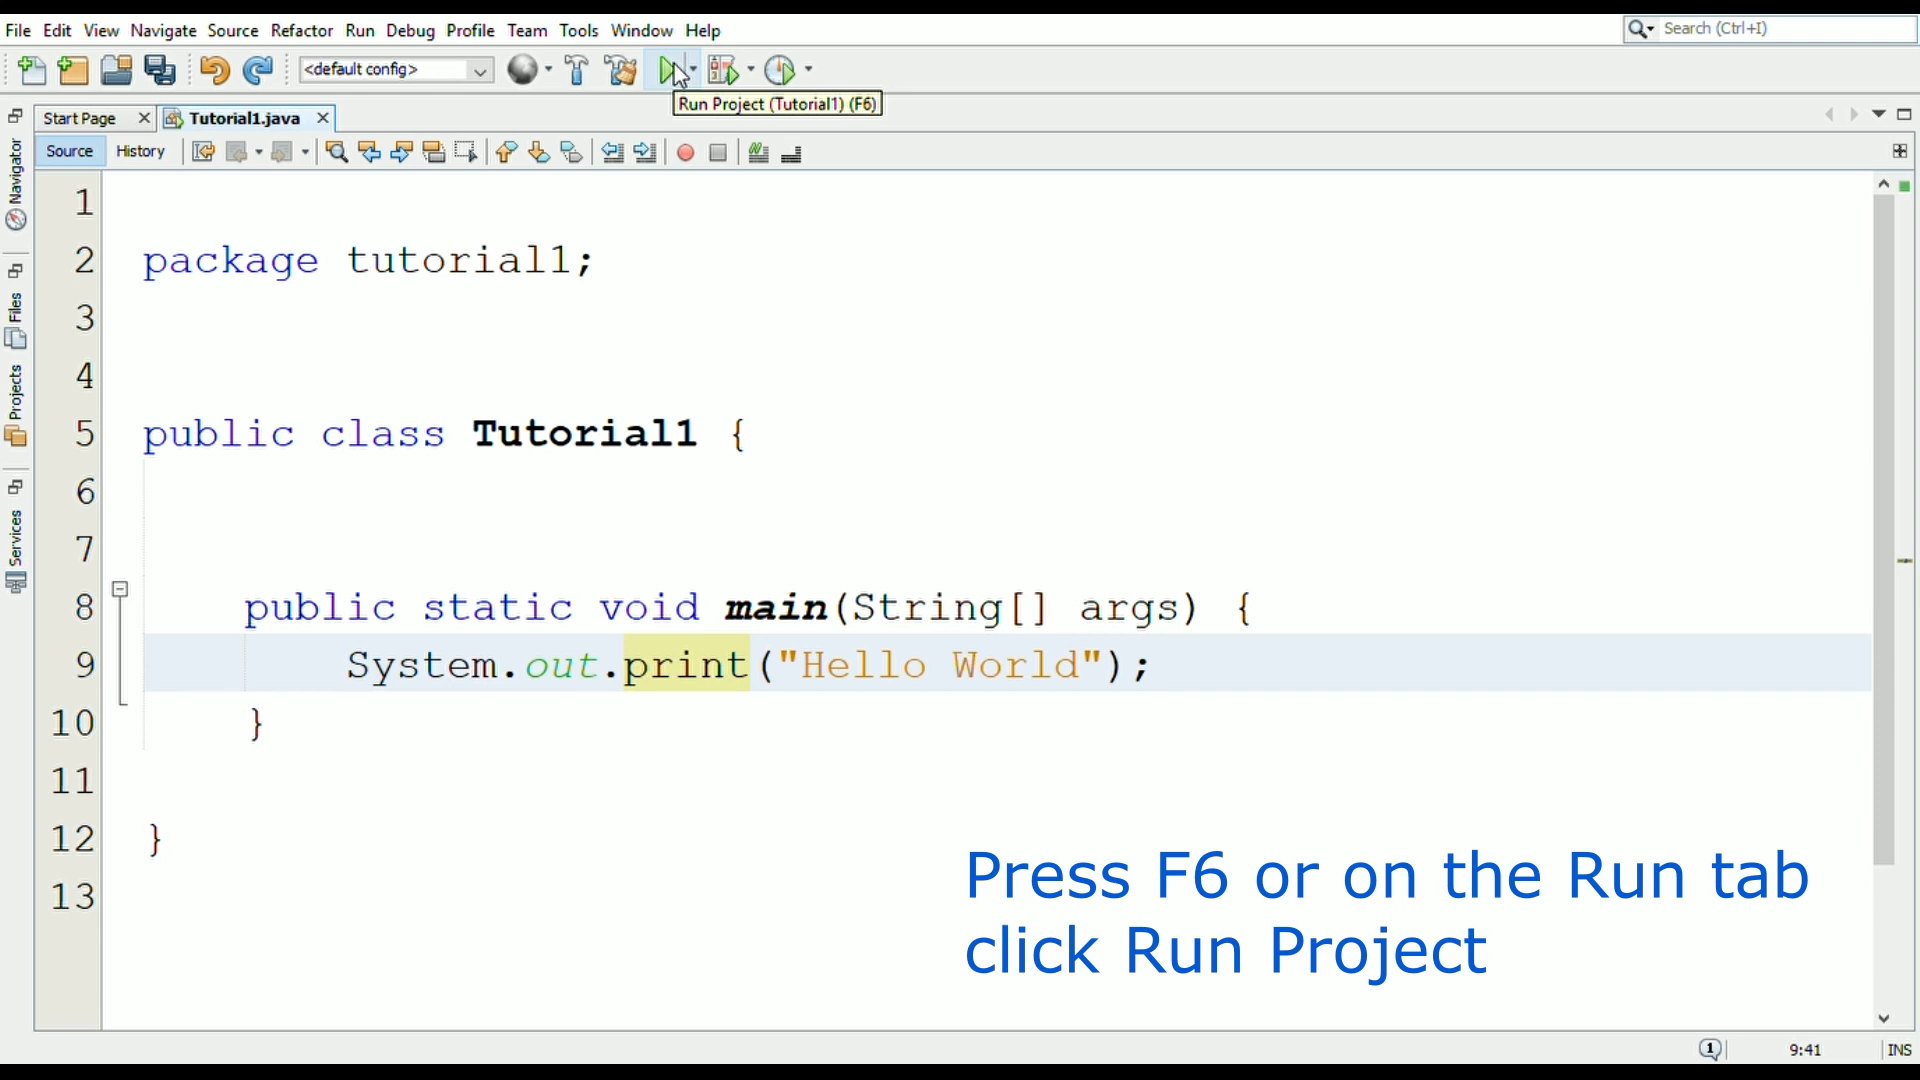 File Edit View Navigate Source Refactor Run Debug Profile Team Tools Window Help
Search (Ctrl+I)
<default config>
Run Project (Tutorial1) (F6)
Start Page
Tutorial1.java
Source History
Navigator
Files
Projects
Services
1
2 package tutorial1;
3
4
5 public class Tutorial1 {
6
7
8 public static void main(String[] args) {
9 System.out.print("Hello World");
10 }
11
12 }
13
Press F6 or on the Run tab
click Run Project
1
9:41
INS